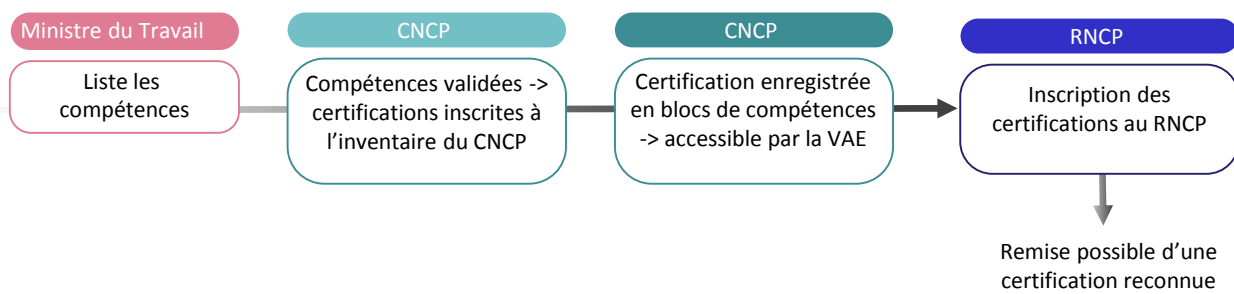 Ministre du Travail
Liste les
compétences
CNCP
Compétences validées ->
certifications inscrites à
l’inventaire du CNCP
CNCP
Certification enregistrée
en blocs de compétences
-> accessible par la VAE
RNCP
Inscription des
certifications au RNCP
Remise possible d’une
certification reconnue